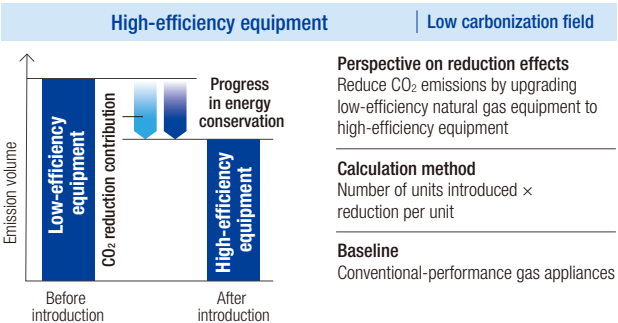 High-efficiency equipment
Low carbonization field
Emission volume
Low-efficiency
equipment
CO₂ reduction contribution
Progress
in energy
conservation
High-efficiency
equipment
Before
introduction
After
introduction
Perspective on reduction effects
Reduce CO₂ emissions by upgrading
low-efficiency natural gas equipment to
high-efficiency equipment
Calculation method
Number of units introduced ×
reduction per unit
Baseline
Conventional-performance gas appliances